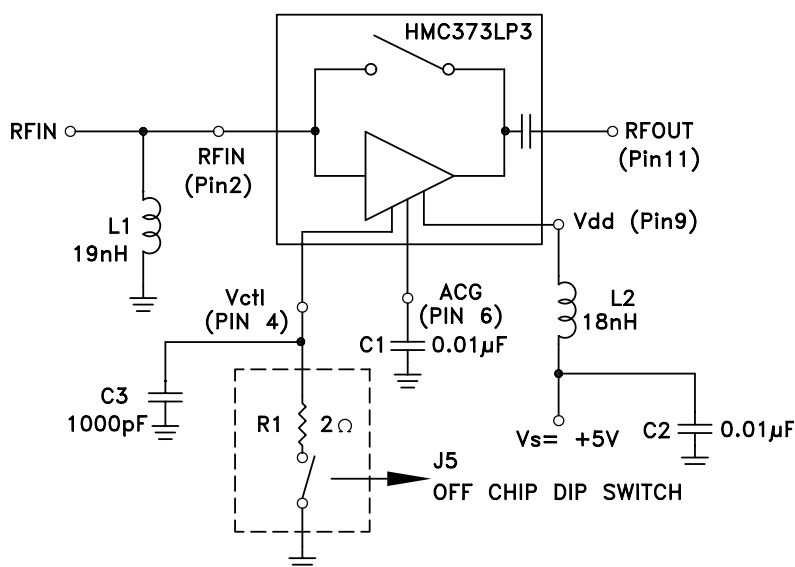 HMC373LP3
RFIN
RFIN
(Pin2)
RFOUT
(Pin11)
L1
19nH
Vdd (Pin9)
Vctl
(PIN 4)
ACG
(PIN 6)
L2
18nH
C1
0.01µF
C3
1000pF
R1
2Ω
Vs= +5V
C2
0.01µF
J5
OFF CHIP DIP SWITCH